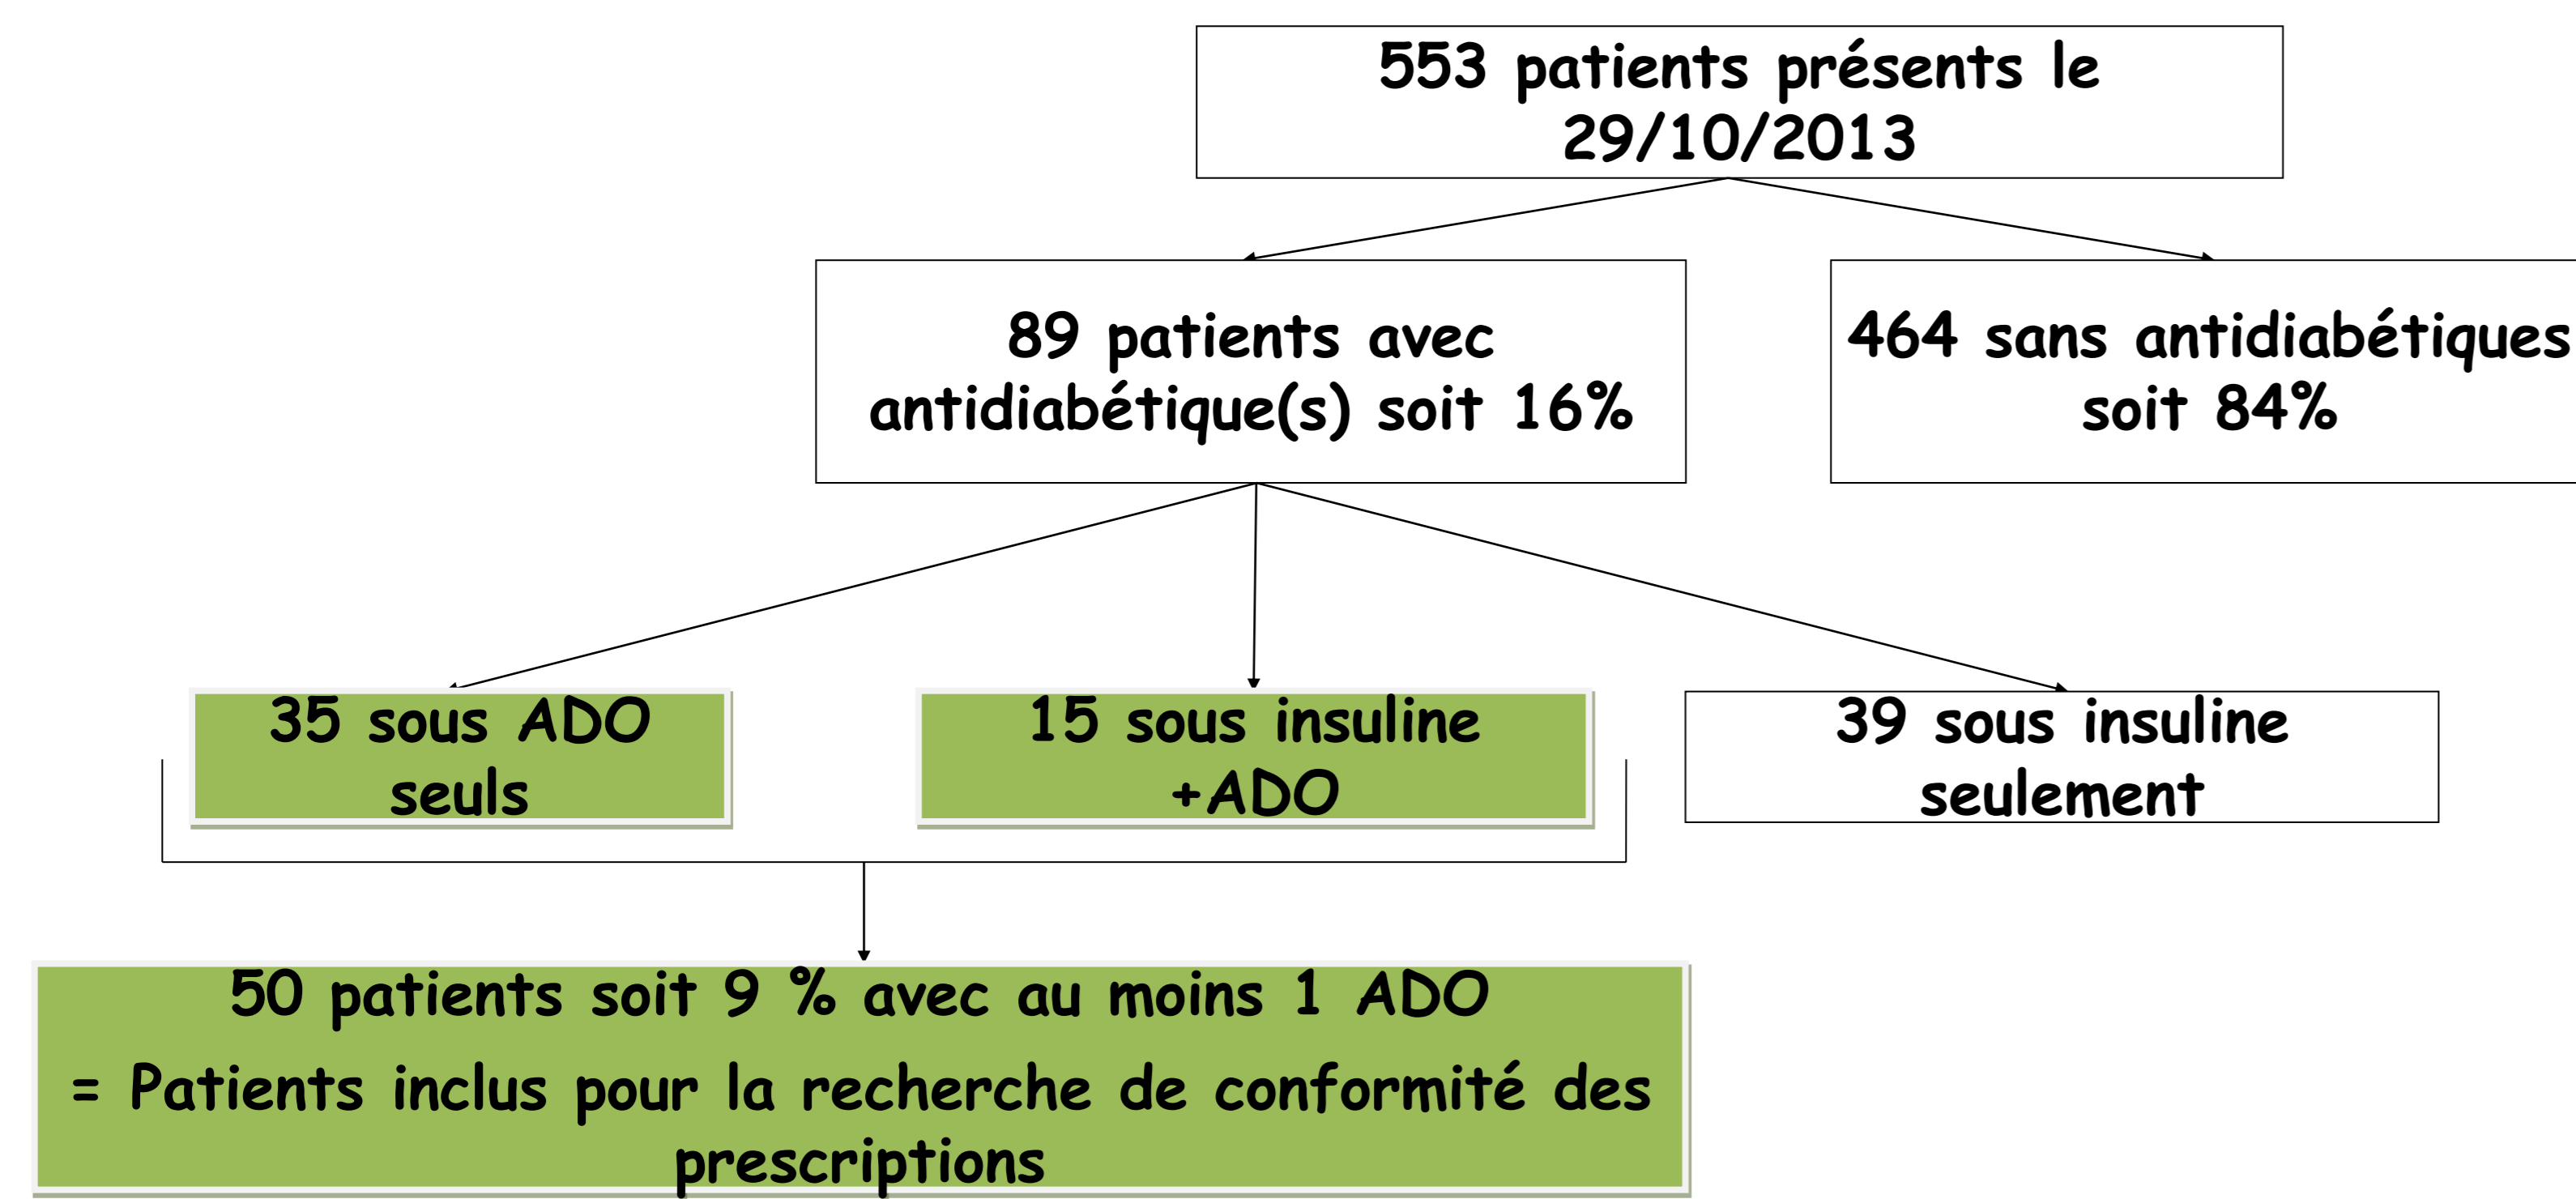 553 patients présents le
29/10/2013
89 patients avec
antidiabétique(s) soit 16%
464 sans antidiabétiques
soit 84%
35 sous ADO
seuls
15 sous insuline
+ADO
39 sous insuline
seulement
50 patients soit 9 % avec au moins 1 ADO
= Patients inclus pour la recherche de conformité des
prescriptions